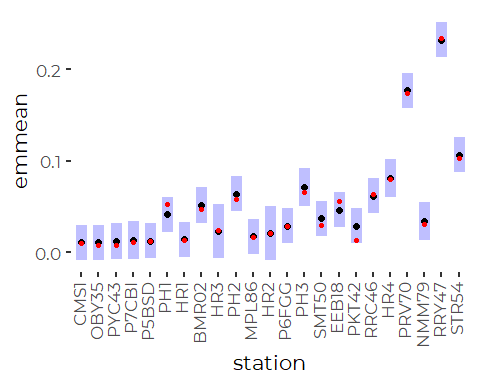 emmean
0.2
0.1
0.0
CMS1
OBY35
PYC43
P7CBI
P5BSD
PH1
HR1
BMR02
HR3
PH2
MPL86
HR2
P6FGG
PH3
SMT50
EEB18
PKT42
RRC46
HR4
PRV70
NMM79
RRY47
STR54
station